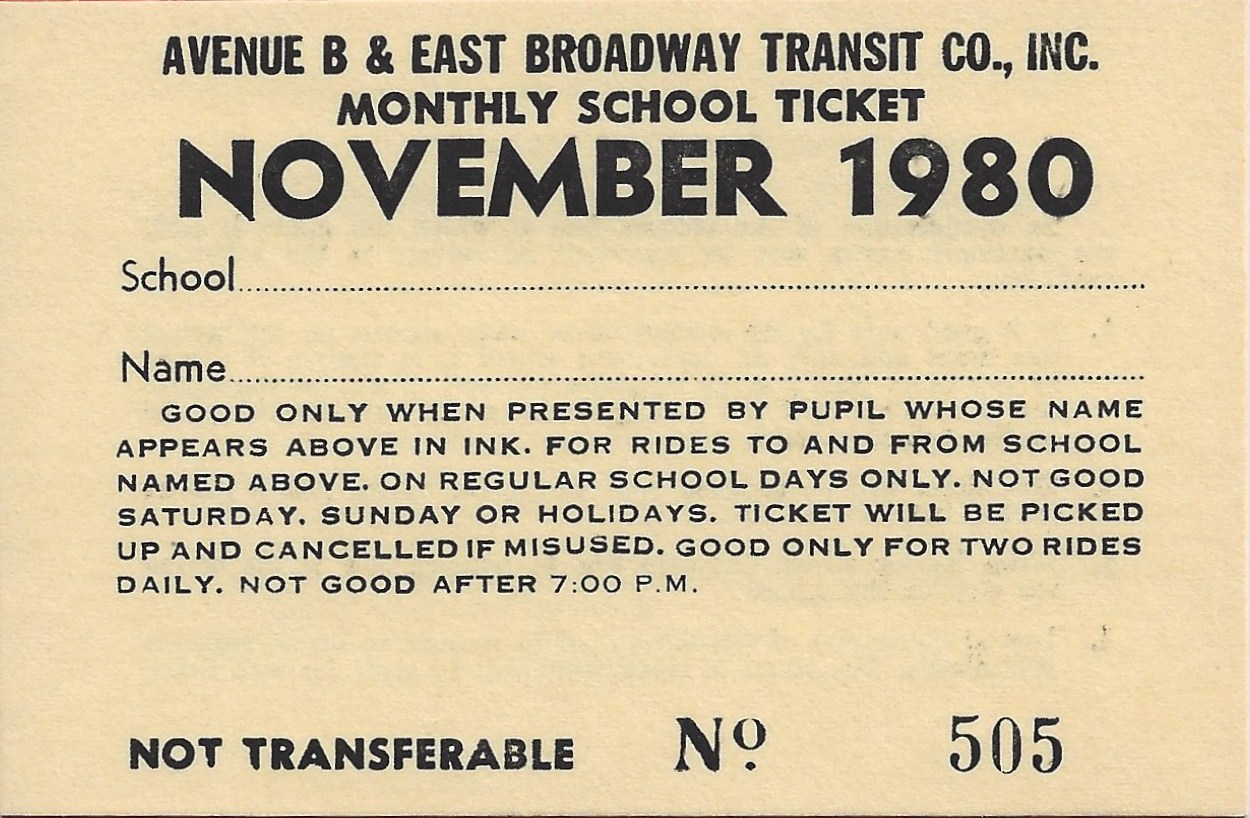 AVENUE B & EAST BROADWAY TRANSIT CO., INC.
MONTHLY SCHOOL TICKET
NOVEMBER 1980
School
Name
GOOD ONLY WHEN PRESENTED BY PUPIL WHOSE NAME
APPEARS ABOVE IN INK. FOR RIDES TO AND FROM SCHOOL
NAMED ABOVE. ON REGULAR SCHOOL DAYS ONLY. NOT GOOD
SATURDAY. SUNDAY OR HOLIDAYS. TICKET WILL BE PICKED
UP AND CANCELLED IF MISUSED. GOOD ONLY FOR TWO RIDES
DAILY. NOT GOOD AFTER 7:00 P.M.
NOT TRANSFERABLE Nº. 505